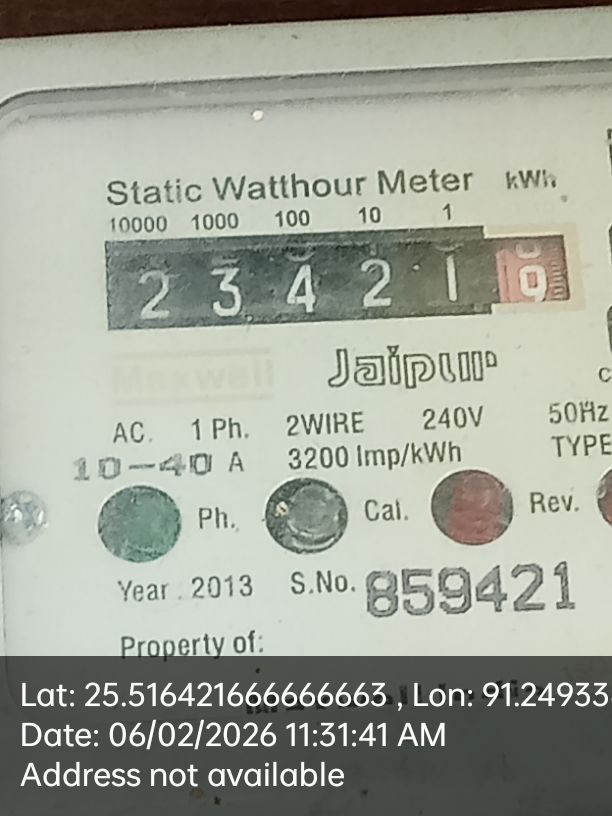 Static Watthour Meter kWh
10000 1000 100 10 1
2 3 4 2 1 9
Maxwell
Jaipur
AC. 1 Ph. 2WIRE 240V 50Hz
10-40 A 3200 Imp/kWh TYPE
Ph. Cal. Rev.
Year . 2013 S.No. 859421
Property of:
Lat: 25.516421666666663 , Lon: 91.24933
Date: 06/02/2026 11:31:41 AM
Address not available